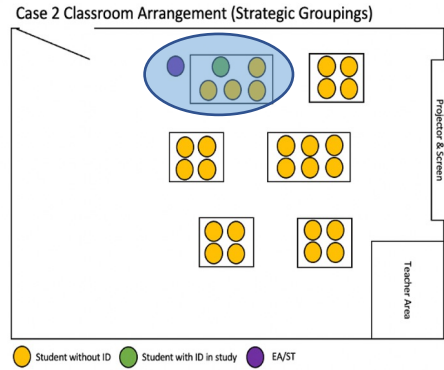 Case 2 Classroom Arrangement (Strategic Groupings)
Projector & Screen
Teacher Area
Student without ID
Student with ID in study
EA/ST